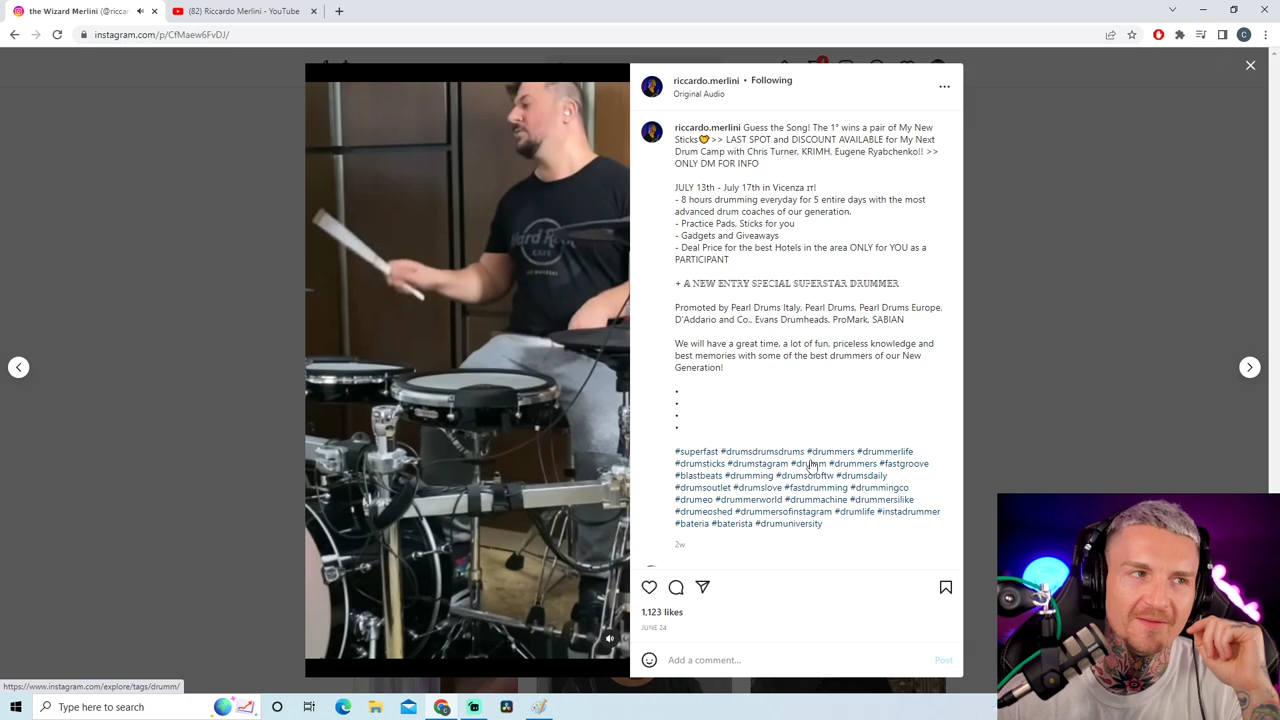 the Wizard Merlini (@riccar
(82) Riccardo Merlini - YouTube
instagram.com/p/CfMaew6FvDJ/
C
riccardo.merlini • Following
Original Audio
riccardo.merlini Guess the Song! The 1° wins a pair of My New
Sticks🧡 >> LAST SPOT and DISCOUNT AVAILABLE for My Next
Drum Camp with Chris Turner, KRIMH, Eugene Ryabchenko!! >>
ONLY DM FOR INFO
JULY 13th - July 17th in Vicenza IT!
- 8 hours drumming everyday for 5 entire days with the most
advanced drum coaches of our generation.
- Practice Pads, Sticks for you
- Gadgets and Giveaways
- Deal Price for the best Hotels in the area ONLY for YOU as a
PARTICIPANT
+ A NEW ENTRY SPECIAL SUPERSTAR DRUMMER
Promoted by Pearl Drums Italy, Pearl Drums, Pearl Drums Europe,
D'Addario and Co., Evans Drumheads, ProMark, SABIAN
We will have a great time, a lot of fun, priceless knowledge and
best memories with some of the best drummers of our New
Generation!
#superfast #drumsdrumsdrums #drummers #drummerlife
#drumsticks #drumstagram #drumm #drummers #fastgroove
#blastbeats #drumming #drumsoloftw #drumsdaily
#drumsoutlet #drumslove #fastdrumming #drummingco
#drumeo #drummerworld #drummachine #drummersilike
#drumeoshed #drummersofinstagram #drumlife #instadrummer
#bateria #baterista #drumuniversity
2w
1,123 likes
JUNE 24
Add a comment...
Post
Hard Ro
CAFE
https://www.instagram.com/explore/tags/drumm/
Type here to search